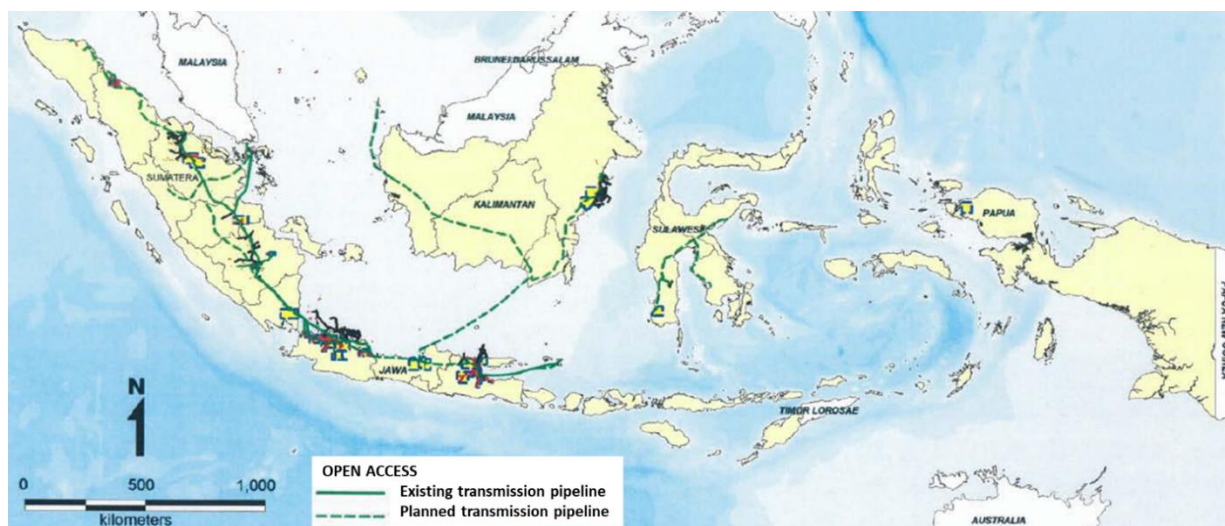 MALAYSIA
BRUNEI DARUSSALAM
MALAYSIA
SUMATERA
KALIMANTAN
SULAWESI
PAPUA
JAWA
TIMOR LOROSAE
AUSTRALIA
N
0 500 1,000
kilometers
OPEN ACCESS
Existing transmission pipeline
Planned transmission pipeline